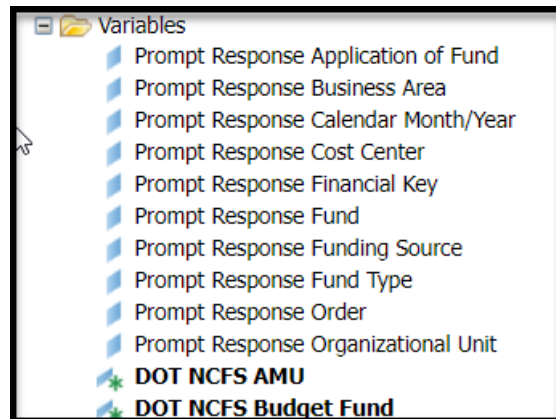 Variables
Prompt Response Application of Fund
Prompt Response Business Area
Prompt Response Calendar Month/Year
Prompt Response Cost Center
Prompt Response Financial Key
Prompt Response Fund
Prompt Response Funding Source
Prompt Response Fund Type
Prompt Response Order
Prompt Response Organizational Unit
DOT NCFS AMU
DOT NCFS Budget Fund